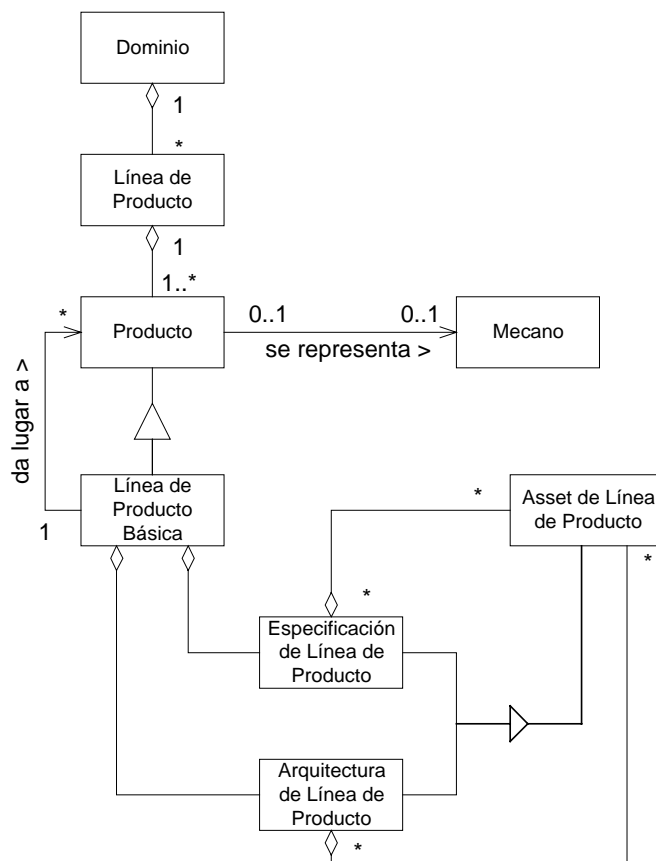 Dominio
1
*
Línea de
Producto
1
1..*
*
Producto
0..1
0..1
Mecano
se representa >
da lugar a >
Línea de
Producto
Básica
1
Asset de Línea
de Producto
*
*
*
Especificación
de Línea de
Producto
Arquitectura
de Línea de
Producto
*